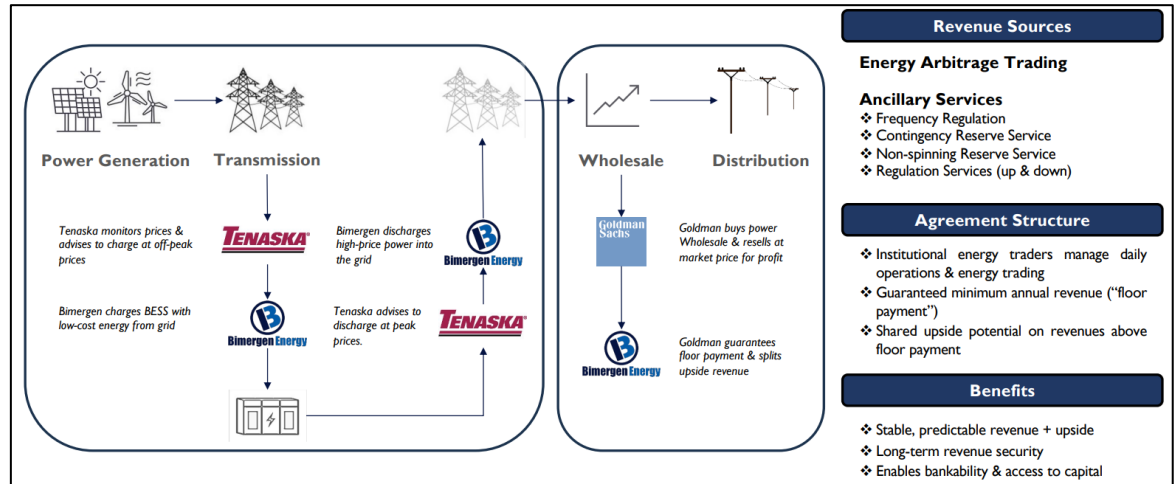 Power Generation
Transmission
Tenaska monitors prices &
advises to charge at off-peak
prices
TENASKA®
Bimergen charges BESS with
low-cost energy from grid
B
Bimergen Energy
Bimergen discharges
high-price power into
the grid
B
Bimergen Energy
Tenaska advises to
discharge at peak
prices.
TENASKA®
Wholesale
Distribution
Goldman
Sachs
Goldman buys power
Wholesale & resells at
market price for profit
B
Bimergen Energy
Goldman guarantees
floor payment & splits
upside revenue
Revenue Sources
Energy Arbitrage Trading
Ancillary Services
❖ Frequency Regulation
❖ Contingency Reserve Service
❖ Non-spinning Reserve Service
❖ Regulation Services (up & down)
Agreement Structure
❖ Institutional energy traders manage daily
operations & energy trading
❖ Guaranteed minimum annual revenue (“floor
payment”)
❖ Shared upside potential on revenues above
floor payment
Benefits
❖ Stable, predictable revenue + upside
❖ Long-term revenue security
❖ Enables bankability & access to capital